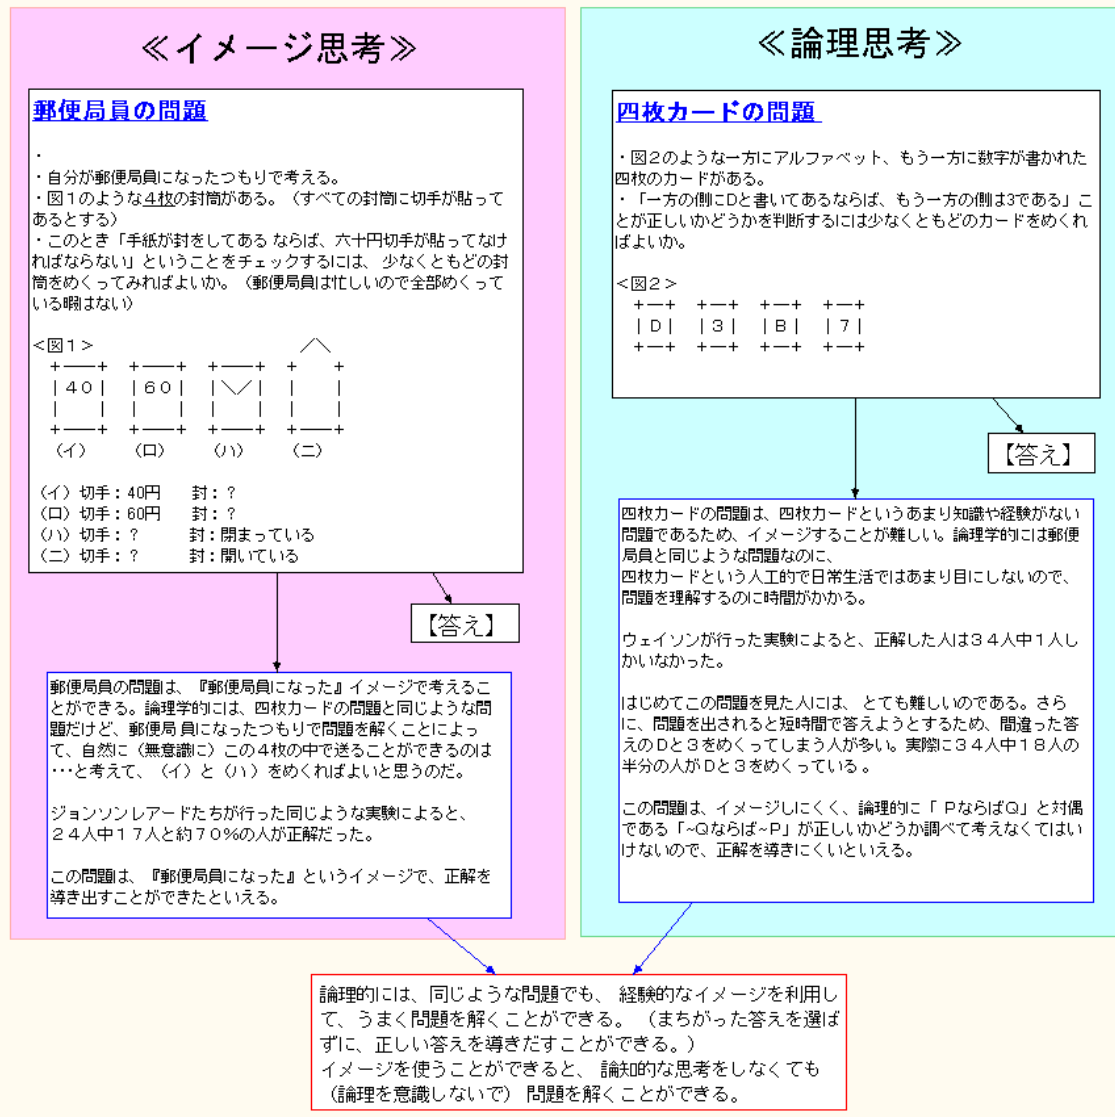 ≪イメージ思考≫
郵便局員の問題
・
・自分が郵便局員になったつもりで考える。
・図１のような４枚の封筒がある。（すべての封筒に切手が貼って
あるとする）
・このとき「手紙が封をしてある ならば、六十円切手が貼ってなけ
ればならない」ということをチェックするには、 少なくともどの封
筒をめくってみればよいか。（郵便局員は忙しいので全部めくって
いる暇はない）
＜図１＞　　　　　　　　　　　　　／＼
+――+　+――+　+――+　+　　+
|４０|　|６０|　|＼／|　|　　|
|　　|　|　　|　|　　|　|　　|
+――+　+――+　+――+　+――+
（イ）　（ロ）　（ハ）　（ニ）
（イ）切手：40円　　封：？
（ロ）切手：60円　　封：？
（ハ）切手：？　　　封：閉まっている
（ニ）切手：？　　　封：開いている
【答え】
郵便局員の問題は、『郵便局員になった』イメージで考えるこ
とができる。論理学的には、四枚カードの問題と同じような問
題だけど、郵便局 員になったつもりで問題を解くことによっ
て、自然に（無意識に）この４枚の中で送ることができるのは
…と考えて、（イ）と（ハ）をめくればよいと思うのだ。
ジョンソンレアードたちが行った同じような実験によると、
２４人中１７人と約７０％の人が正解だった。
この問題は、『郵便局員になった』というイメージで、正解を
導き出すことができたといえる。
≪論理思考≫
四枚カードの問題
・図２のような一方にアルファベット、もう一方に数字が書かれた
四枚のカードがある。
・「一方の側にDと書いてあるならば、もう一方の側は3である」こ
とが正しいかどうかを判断するには少なくともどのカードをめくれ
ばよいか。
＜図２＞
+―+　+―+　+―+　+―+
|Ｄ|　|３|　|Ｂ|　|７|
+―+　+―+　+―+　+―+
【答え】
四枚カードの問題は、四枚カードというあまり知識や経験がない
問題であるため、イメージすることが難しい。論理学的には郵便
局員と同じような問題なのに、
四枚カードという人工的で日常生活ではあまり目にしないので、
問題を理解するのに時間がかかる。
ウェイソンが行った実験によると、正解した人は３４人中１人し
かいなかった。
はじめてこの問題を見た人には、 とても難しいのである。さら
に、問題を出されると短時間で答えようとするため、間違った答
えのＤと３をめくってしまう人が多い。実際に３４人中１８人の
半分の人がＤと３をめくっている 。
この問題は、イメージしにくく、論理的に「 ＰならばＱ」と対偶
である「~Ｑならば~Ｐ」が正しいかどうか調べて考えなくてはい
けないので、正解を導きにくいといえる。
論理的には、同じような問題でも、 経験的なイメージを利用し
て、うまく問題を解くことができる。 （まちがった答えを選ば
ずに、正しい答えを導きだすことができる。）
イメージを使うことができると、 論知的な思考をしなくても
（論理を意識しないで） 問題を解くことができる。